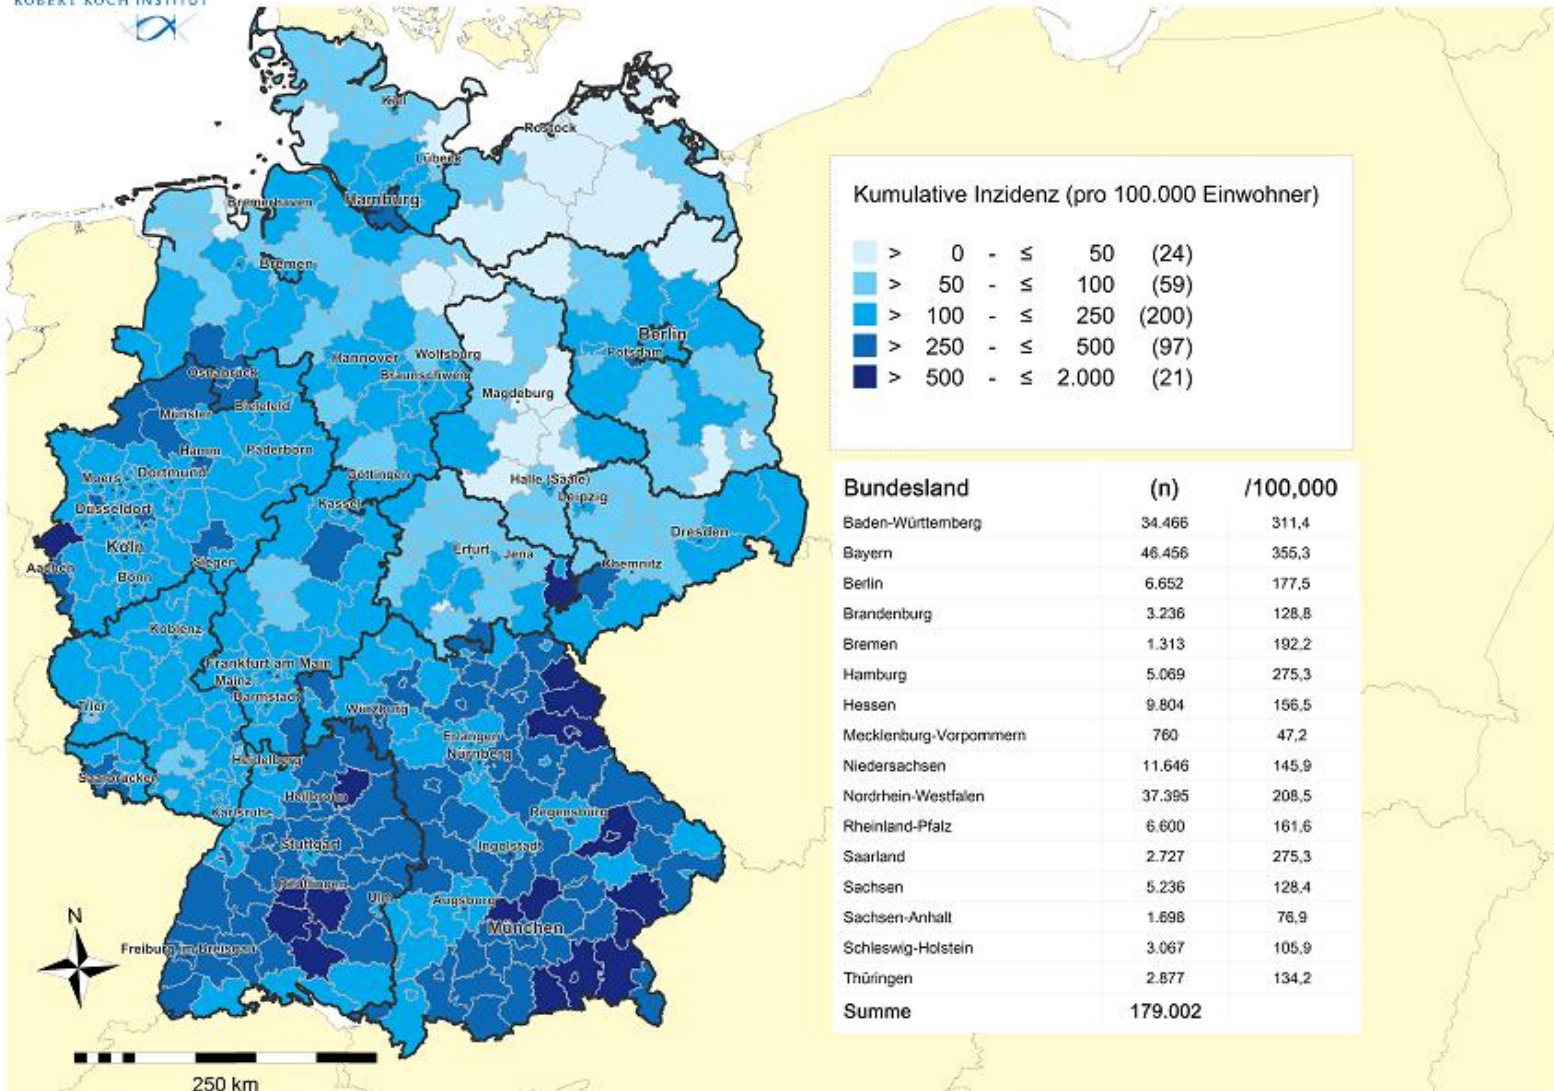 ROBERT KOCH INSTITUT
Kiel
Rostock
Lübeck
Bremerhaven
Hamburg
Bremen
Berlin
Potsdam
Hannover
Wolfsburg
Braunschweig
Osnabrück
Magdeburg
Münster
Bielefeld
Hamm
Paderborn
Moers
Dortmund
Göttingen
Halle (Saale)
Leipzig
Düsseldorf
Kassel
Dresden
Köln
Erfurt
Jena
Chemnitz
Aachen
Siegen
Bonn
Koblenz
Frankfurt am Main
Mainz
Darmstadt
Trier
Würzburg
Erlangen
Nürnberg
Heidelberg
Saarbrücken
Heilbronn
Karlsruhe
Regensburg
Stuttgart
Ingolstadt
Reutlingen
Ulm
Augsburg
München
Freiburg im Breisgau
N
250 km
Kumulative Inzidenz (pro 100.000 Einwohner)
> 0 - ≤ 50 (24)
> 50 - ≤ 100 (59)
> 100 - ≤ 250 (200)
> 250 - ≤ 500 (97)
> 500 - ≤ 2.000 (21)
Bundesland (n) /100,000
Baden-Württemberg 34.466 311,4
Bayern 46.456 355,3
Berlin 6.652 177,5
Brandenburg 3.236 128,8
Bremen 1.313 192,2
Hamburg 5.069 275,3
Hessen 9.804 156,5
Mecklenburg-Vorpommern 760 47,2
Niedersachsen 11.646 145,9
Nordrhein-Westfalen 37.395 208,5
Rheinland-Pfalz 6.600 161,6
Saarland 2.727 275,3
Sachsen 5.236 128,4
Sachsen-Anhalt 1.698 76,9
Schleswig-Holstein 3.067 105,9
Thüringen 2.877 134,2
Summe 179.002